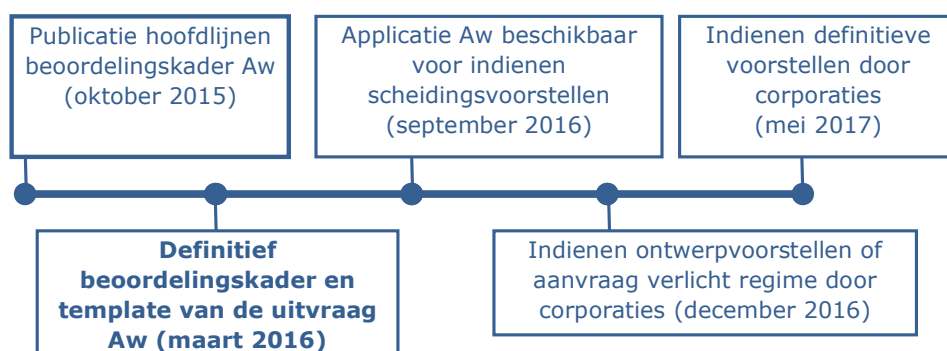 Publicatie hoofdlijnen
beoordelingskader Aw
(oktober 2015)
Applicatie Aw beschikbaar
voor indienen
scheidingsvoorstellen
(september 2016)
Indienen definitieve
voorstellen door
corporaties
(mei 2017)
Definitief
beoordelingskader en
template van de uitvraag
Aw (maart 2016)
Indienen ontwerpvoorstellen of
aanvraag verlicht regime door
corporaties (december 2016)